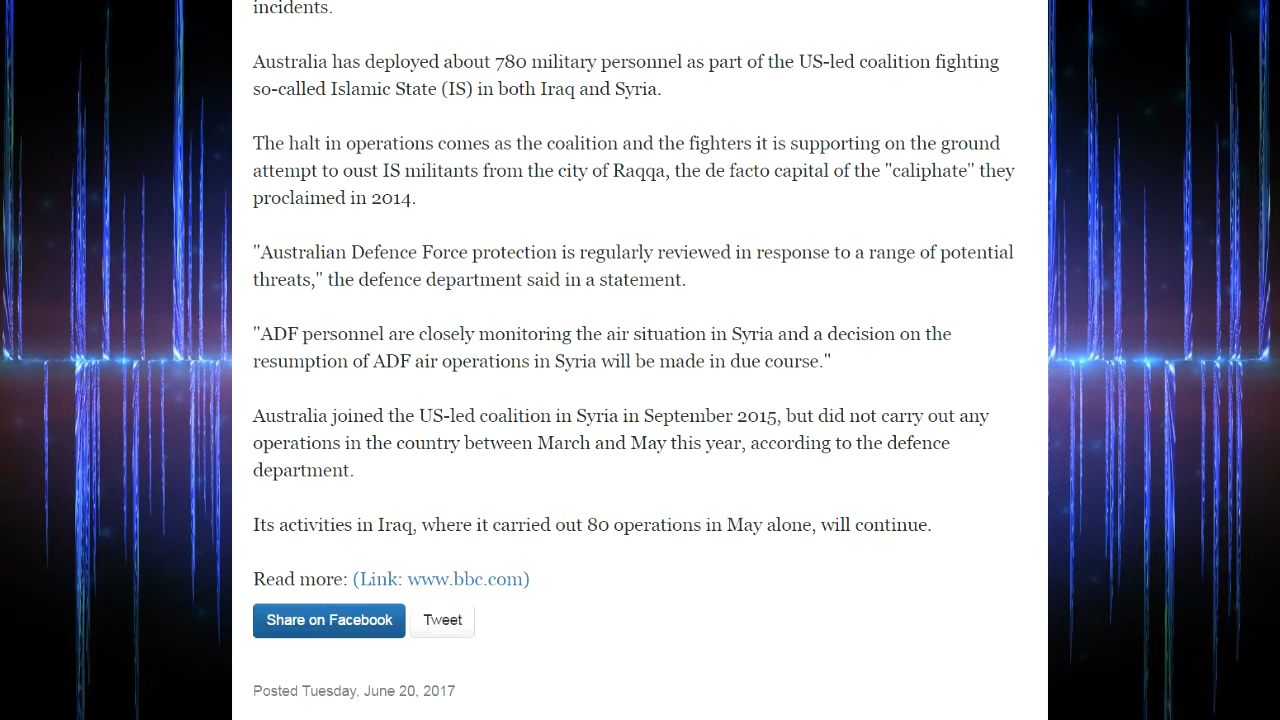 incidents.
Australia has deployed about 780 military personnel as part of the US-led coalition fighting
so-called Islamic State (IS) in both Iraq and Syria.
The halt in operations comes as the coalition and the fighters it is supporting on the ground
attempt to oust IS militants from the city of Raqqa, the de facto capital of the "caliphate" they
proclaimed in 2014.
"Australian Defence Force protection is regularly reviewed in response to a range of potential
threats," the defence department said in a statement.
"ADF personnel are closely monitoring the air situation in Syria and a decision on the
resumption of ADF air operations in Syria will be made in due course."
Australia joined the US-led coalition in Syria in September 2015, but did not carry out any
operations in the country between March and May this year, according to the defence
department.
Its activities in Iraq, where it carried out 80 operations in May alone, will continue.
Read more: (Link: www.bbc.com)
Share on Facebook Tweet
Posted Tuesday, June 20, 2017